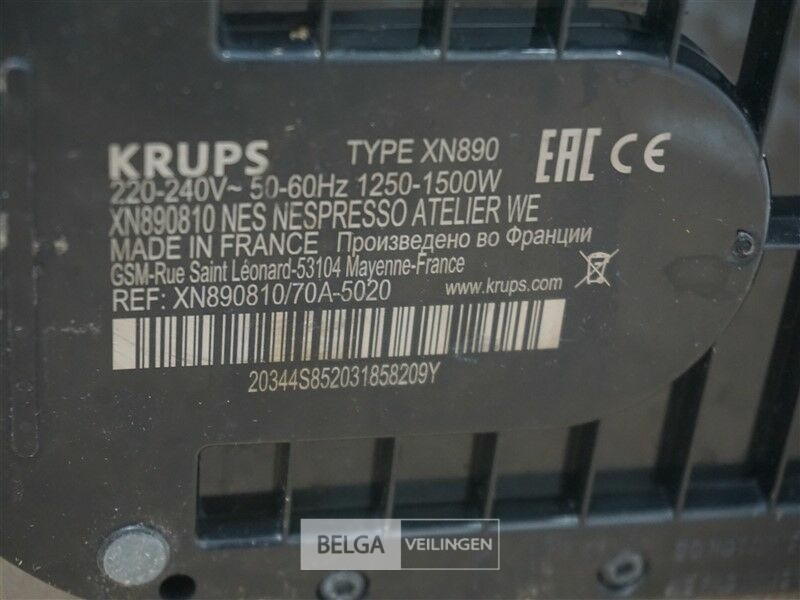 KRUPS TYPE XN890 EAC CE
220-240V~ 50-60Hz 1250-1500W
XN890810 NES NESPRESSO ATELIER WE
MADE IN FRANCE Произведено во Франции
GSM-Rue Saint Léonard-53104 Mayenne-France
REF: XN890810/70A-5020 www.krups.com
20344S852031858209Y
BELGA VEILINGEN